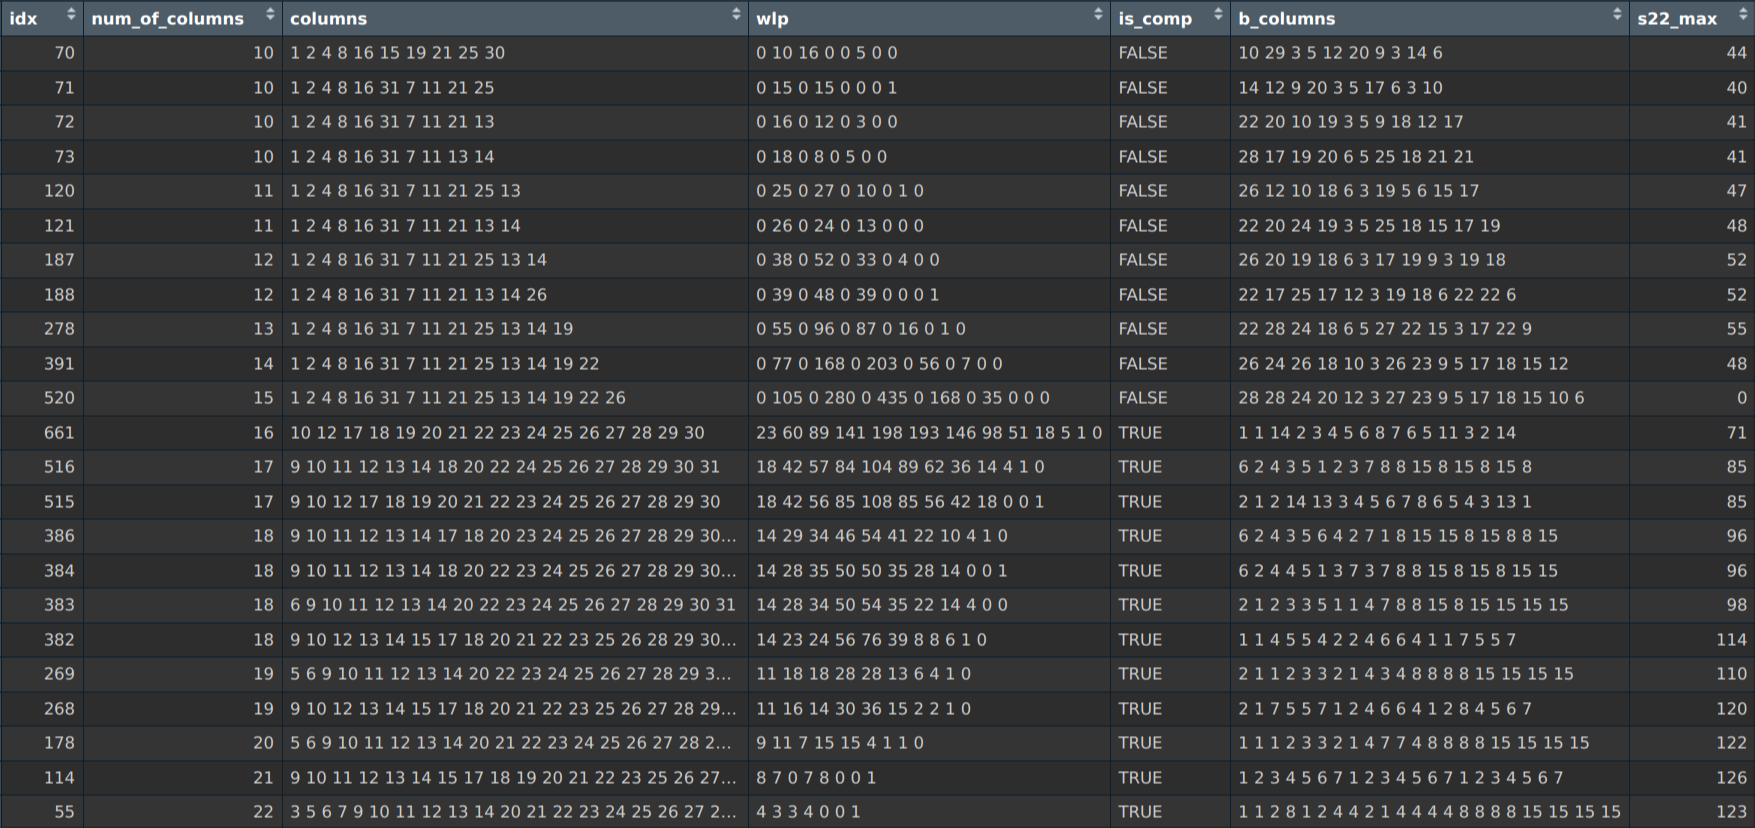 idx num_of_columns columns wlp is_comp b_columns s22_max
70 10 1 2 4 8 16 15 19 21 25 30 0 10 16 0 0 5 0 0 FALSE 10 29 3 5 12 20 9 3 14 6 44
71 10 1 2 4 8 16 31 7 11 21 25 0 15 0 15 0 0 0 1 FALSE 14 12 9 20 3 5 17 6 3 10 40
72 10 1 2 4 8 16 31 7 11 21 13 0 16 0 12 0 3 0 0 FALSE 22 20 10 19 3 5 9 18 12 17 41
73 10 1 2 4 8 16 31 7 11 13 14 0 18 0 8 0 5 0 0 FALSE 28 17 19 20 6 5 25 18 21 21 41
120 11 1 2 4 8 16 31 7 11 21 25 13 0 25 0 27 0 10 0 1 0 FALSE 26 12 10 18 6 3 19 5 6 15 17 47
121 11 1 2 4 8 16 31 7 11 21 13 14 0 26 0 24 0 13 0 0 0 FALSE 22 20 24 19 3 5 25 18 15 17 19 48
187 12 1 2 4 8 16 31 7 11 21 25 13 14 0 38 0 52 0 33 0 4 0 0 FALSE 26 20 19 18 6 3 17 19 9 3 19 18 52
188 12 1 2 4 8 16 31 7 11 21 13 14 26 0 39 0 48 0 39 0 0 0 1 FALSE 22 17 25 17 12 3 19 18 6 22 22 6 52
278 13 1 2 4 8 16 31 7 11 21 25 13 14 19 0 55 0 96 0 87 0 16 0 1 0 FALSE 22 28 24 18 6 5 27 22 15 3 17 22 9 55
391 14 1 2 4 8 16 31 7 11 21 25 13 14 19 22 0 77 0 168 0 203 0 56 0 7 0 0 FALSE 26 24 26 18 10 3 26 23 9 5 17 18 15 12 48
520 15 1 2 4 8 16 31 7 11 21 25 13 14 19 22 26 0 105 0 280 0 435 0 168 0 35 0 0 0 FALSE 28 28 24 20 12 3 27 23 9 5 17 18 15 10 6 0
661 16 10 12 17 18 19 20 21 22 23 24 25 26 27 28 29 30 23 60 89 141 198 193 146 98 51 18 5 1 0 TRUE 1 1 14 2 3 4 5 6 8 7 6 5 11 3 2 14 71
516 17 9 10 11 12 13 14 18 20 22 24 25 26 27 28 29 30 31 18 42 57 84 104 89 62 36 14 4 1 0 TRUE 6 2 4 3 5 1 2 3 7 8 8 15 8 15 8 15 8 85
515 17 9 10 12 17 18 19 20 21 22 23 24 25 26 27 28 29 30 18 42 56 85 108 85 56 42 18 0 0 1 TRUE 2 1 2 14 13 3 4 5 6 7 8 6 5 4 3 13 1 85
386 18 9 10 11 12 13 14 17 18 20 23 24 25 26 27 28 29 30... 14 29 34 46 54 41 22 10 4 1 0 TRUE 6 2 4 3 5 6 4 2 7 1 8 15 15 8 15 8 8 15 96
384 18 9 10 11 12 13 14 18 20 22 23 24 25 26 27 28 29 30... 14 28 35 50 50 35 28 14 0 0 1 TRUE 6 2 4 4 5 1 3 7 3 7 8 8 15 8 15 8 15 15 96
383 18 6 9 10 11 12 13 14 20 22 23 24 25 26 27 28 29 30 31 14 28 34 50 54 35 22 14 4 0 0 TRUE 2 1 2 3 3 5 1 1 4 7 8 8 15 8 15 15 15 15 98
382 18 9 10 12 13 14 15 17 18 20 21 22 23 25 26 28 29 30... 14 23 24 56 76 39 8 8 6 1 0 TRUE 1 1 4 5 5 4 2 2 4 6 6 4 1 1 7 5 5 7 114
269 19 5 6 9 10 11 12 13 14 20 22 23 24 25 26 27 28 29 3... 11 18 18 28 28 13 6 4 1 0 TRUE 2 1 1 2 3 3 2 1 4 3 4 8 8 8 8 15 15 15 15 110
268 19 9 10 12 13 14 15 17 18 20 21 22 23 25 26 27 28 29... 11 16 14 30 36 15 2 2 1 0 TRUE 2 1 7 5 5 7 1 2 4 6 6 4 1 2 8 4 5 6 7 120
178 20 5 6 9 10 11 12 13 14 20 21 22 23 24 25 26 27 28 2... 9 11 7 15 15 4 1 1 0 TRUE 1 1 1 2 3 3 2 1 4 7 7 4 8 8 8 8 15 15 15 15 122
114 21 9 10 11 12 13 14 15 17 18 19 20 21 22 23 25 26 27... 8 7 0 7 8 0 0 1 TRUE 1 2 3 4 5 6 7 1 2 3 4 5 6 7 1 2 3 4 5 6 7 126
55 22 3 5 6 7 9 10 11 12 13 14 20 21 22 23 24 25 26 27 2... 4 3 3 4 0 0 1 TRUE 1 1 2 8 1 2 4 4 2 1 4 4 4 4 8 8 8 8 15 15 15 15 123